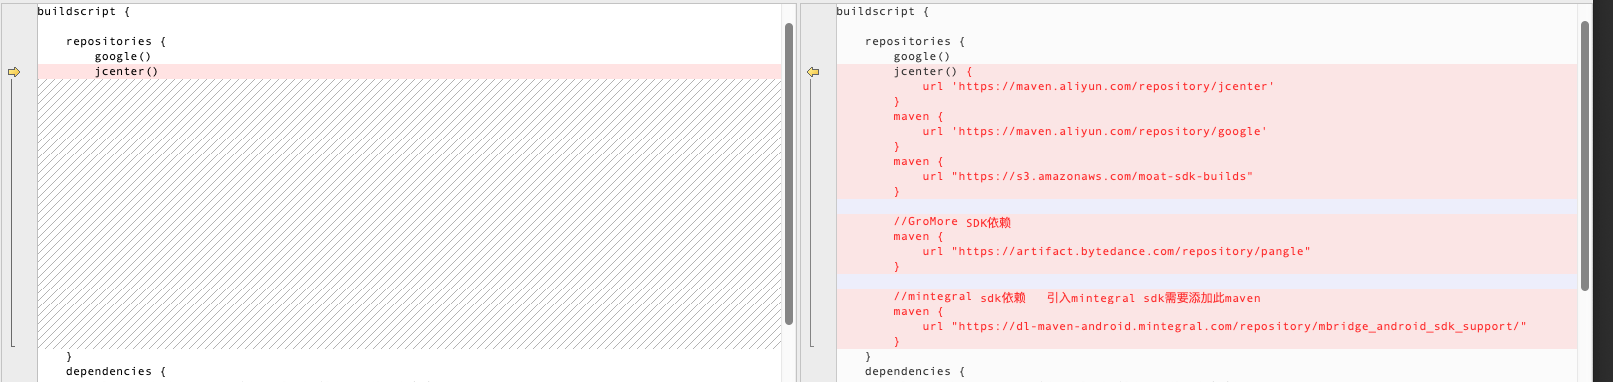 buildscript {
repositories {
google()
jcenter()
}
dependencies {
buildscript {
repositories {
google()
jcenter() {
url 'https://maven.aliyun.com/repository/jcenter'
}
maven {
url 'https://maven.aliyun.com/repository/google'
}
maven {
url "https://s3.amazonaws.com/moat-sdk-builds"
}
//GroMore SDK依赖
maven {
url "https://artifact.bytedance.com/repository/pangle"
}
//mintegral sdk依赖 引入mintegral sdk需要添加此maven
maven {
url "https://dl-maven-android.mintegral.com/repository/mbridge_android_sdk_support/"
}
}
dependencies {